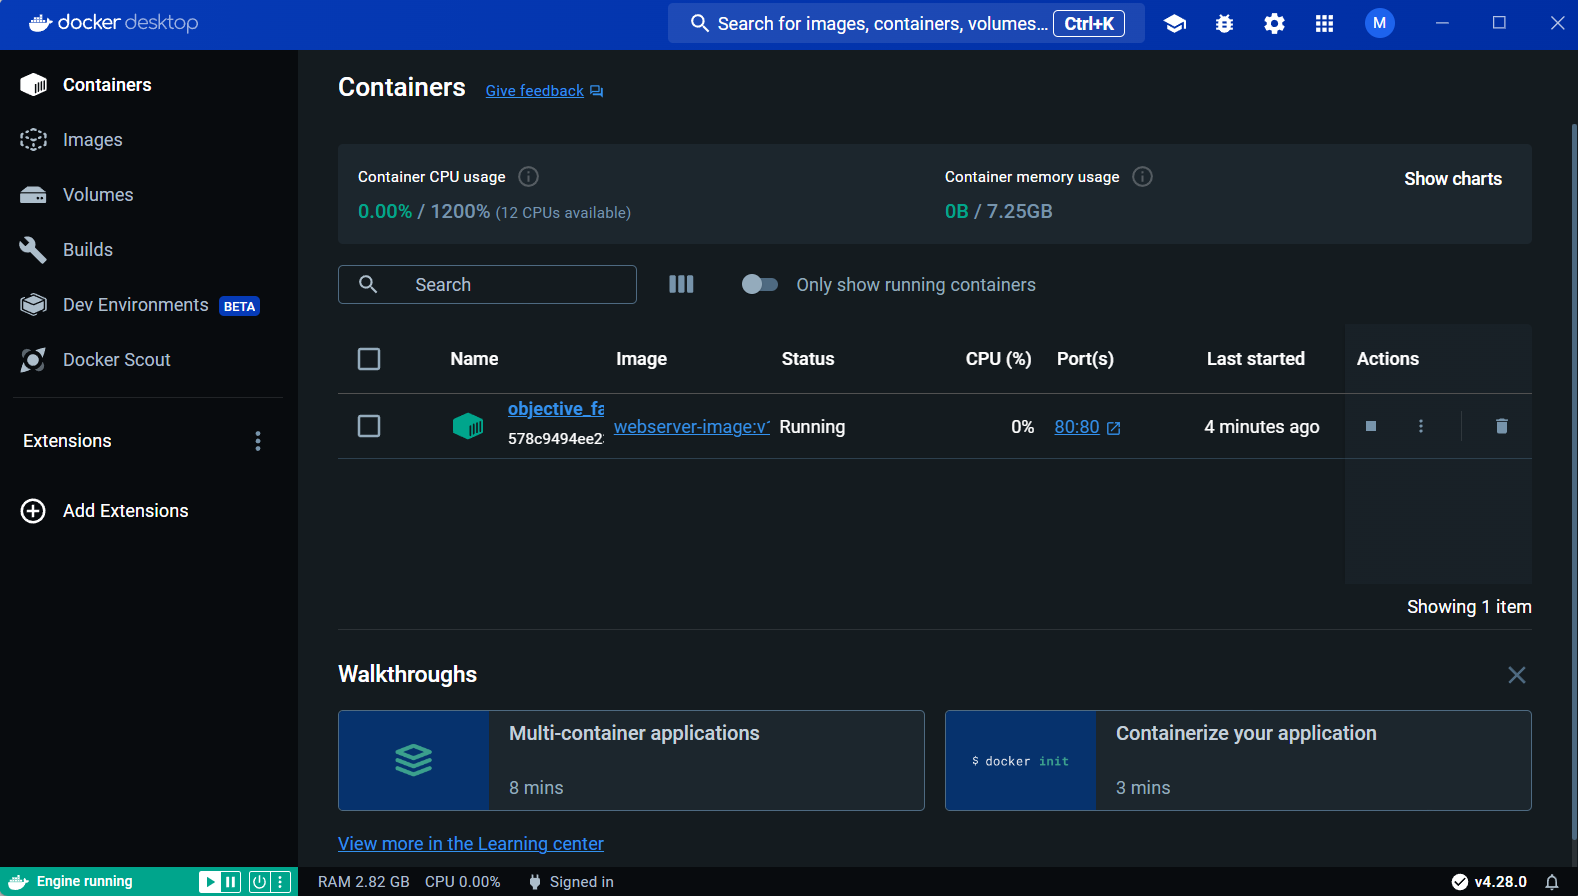 docker desktop
Search for images, containers, volumes... Ctrl+K
M
Containers
Images
Volumes
Builds
Dev Environments BETA
Docker Scout
Extensions
Add Extensions
Containers Give feedback
Container CPU usage
0.00% / 1200% (12 CPUs available)
Container memory usage
0B / 7.25GB
Show charts
Search
Only show running containers
Name Image Status CPU (%) Port(s) Last started Actions
objective_fa
578c9494ee2
webserver-image:v
Running 0% 80:80 4 minutes ago
Showing 1 item
Walkthroughs
Multi-container applications
8 mins
$ docker init
Containerize your application
3 mins
View more in the Learning center
Engine running
RAM 2.82 GB CPU 0.00% Signed in
v4.28.0